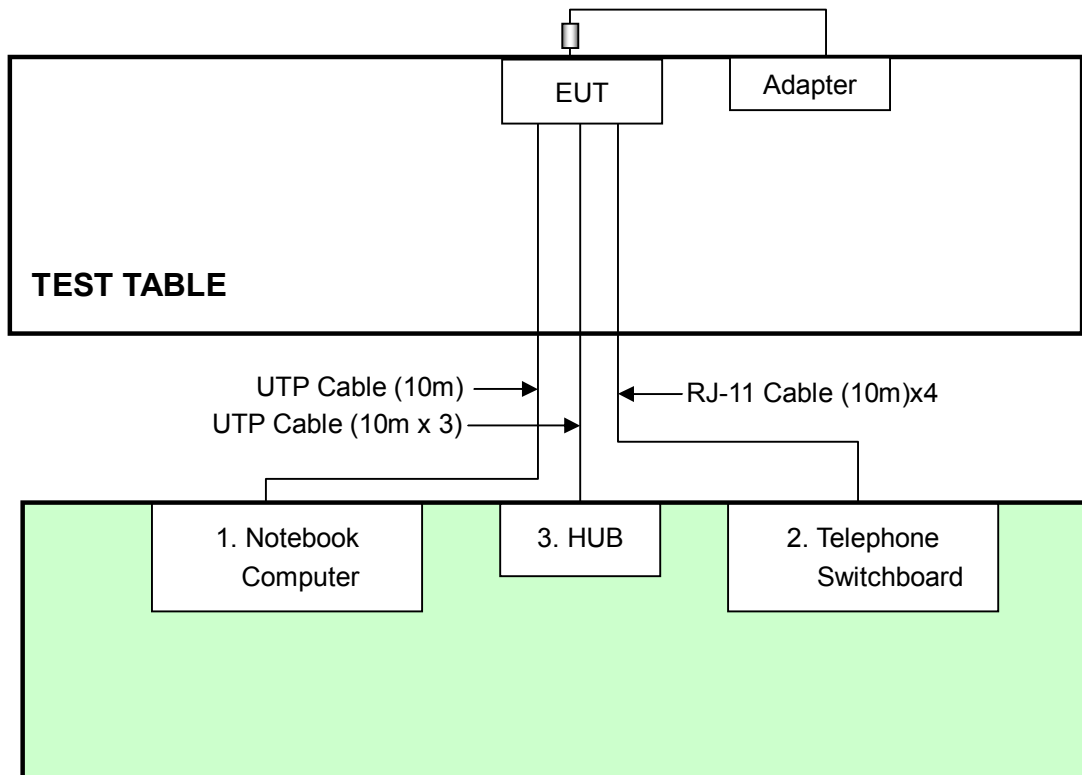 EUT
Adapter
TEST TABLE
UTP Cable (10m)
UTP Cable (10m x 3)
RJ-11 Cable (10m)x4
1. Notebook
Computer
3. HUB
2. Telephone
Switchboard